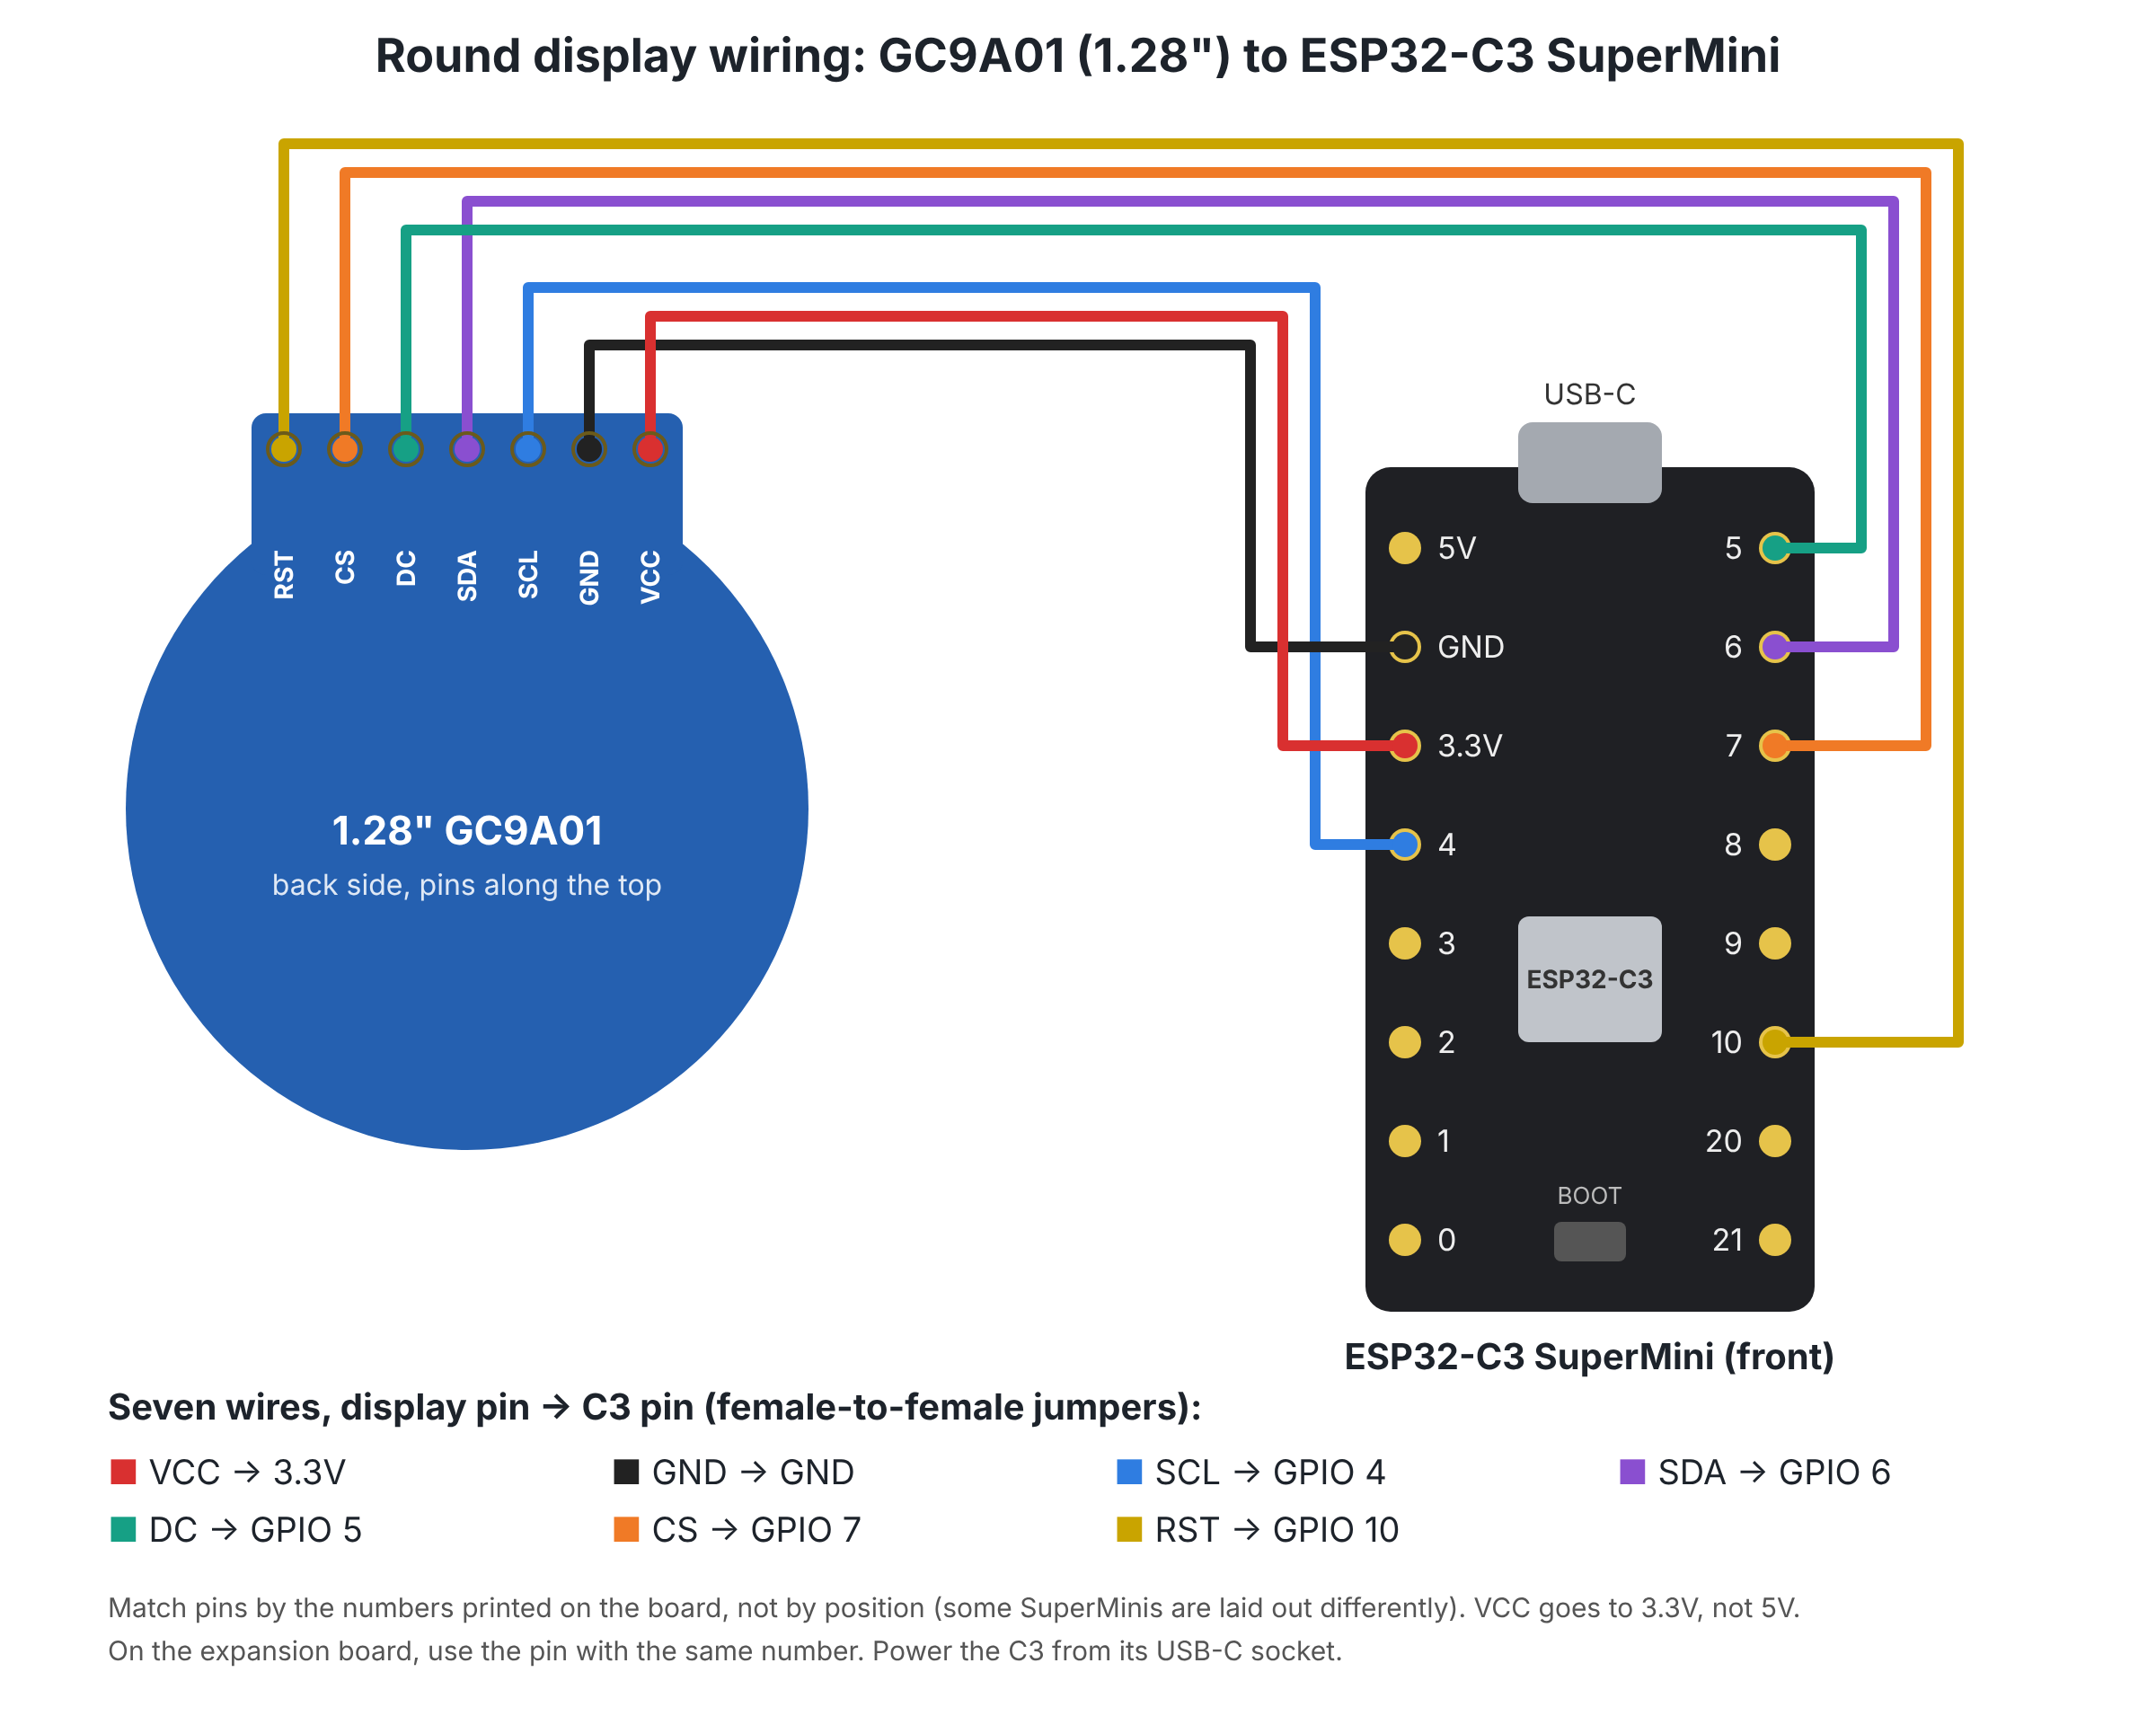 Round display wiring: GC9A01 (1.28") to ESP32-C3 SuperMini
USB-C
RST CS DC SDA SCL GND VCC
1.28" GC9A01
back side, pins along the top
5V 5
GND 6
3.3V 7
4 8
3 9
ESP32-C3
2 10
1 20
BOOT
0 21
ESP32-C3 SuperMini (front)
Seven wires, display pin → C3 pin (female-to-female jumpers):
VCC → 3.3V GND → GND SCL → GPIO 4 SDA → GPIO 6
DC → GPIO 5 CS → GPIO 7 RST → GPIO 10
Match pins by the numbers printed on the board, not by position (some SuperMinis are laid out differently). VCC goes to 3.3V, not 5V.
On the expansion board, use the pin with the same number. Power the C3 from its USB-C socket.